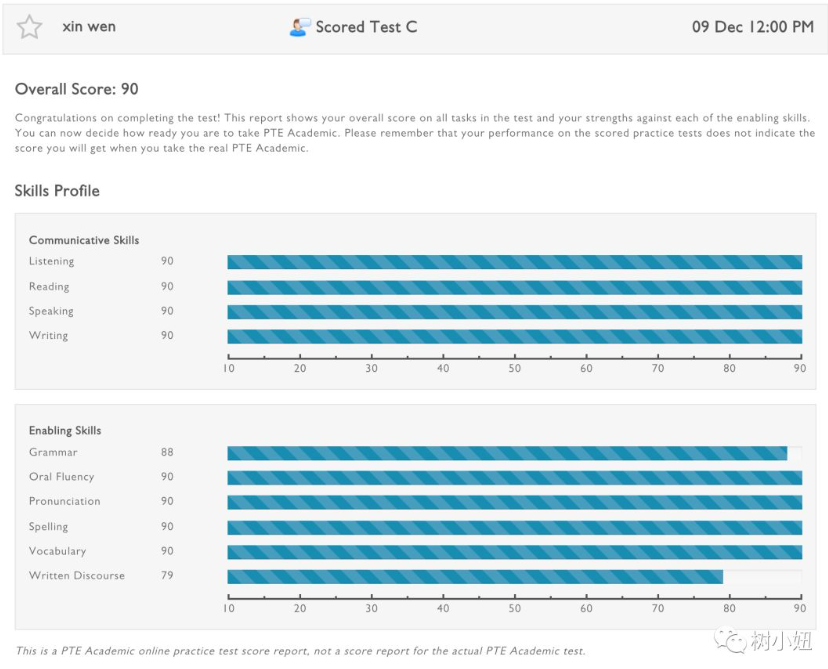 xin wen Scored Test C 09 Dec 12:00 PM
Overall Score: 90
Congratulations on completing the test! This report shows your overall score on all tasks in the test and your strengths against each of the enabling skills.
You can now decide how ready you are to take PTE Academic. Please remember that your performance on the scored practice tests does not indicate the
score you will get when you take the real PTE Academic.
Skills Profile
Communicative Skills
Listening 90
Reading 90
Speaking 90
Writing 90
10 20 30 40 50 60 70 80 90
Enabling Skills
Grammar 88
Oral Fluency 90
Pronunciation 90
Spelling 90
Vocabulary 90
Written Discourse 79
10 20 30 40 50 60 70 80 90
This is a PTE Academic online practice test score report, not a score report for the actual PTE Academic test.
树小妞